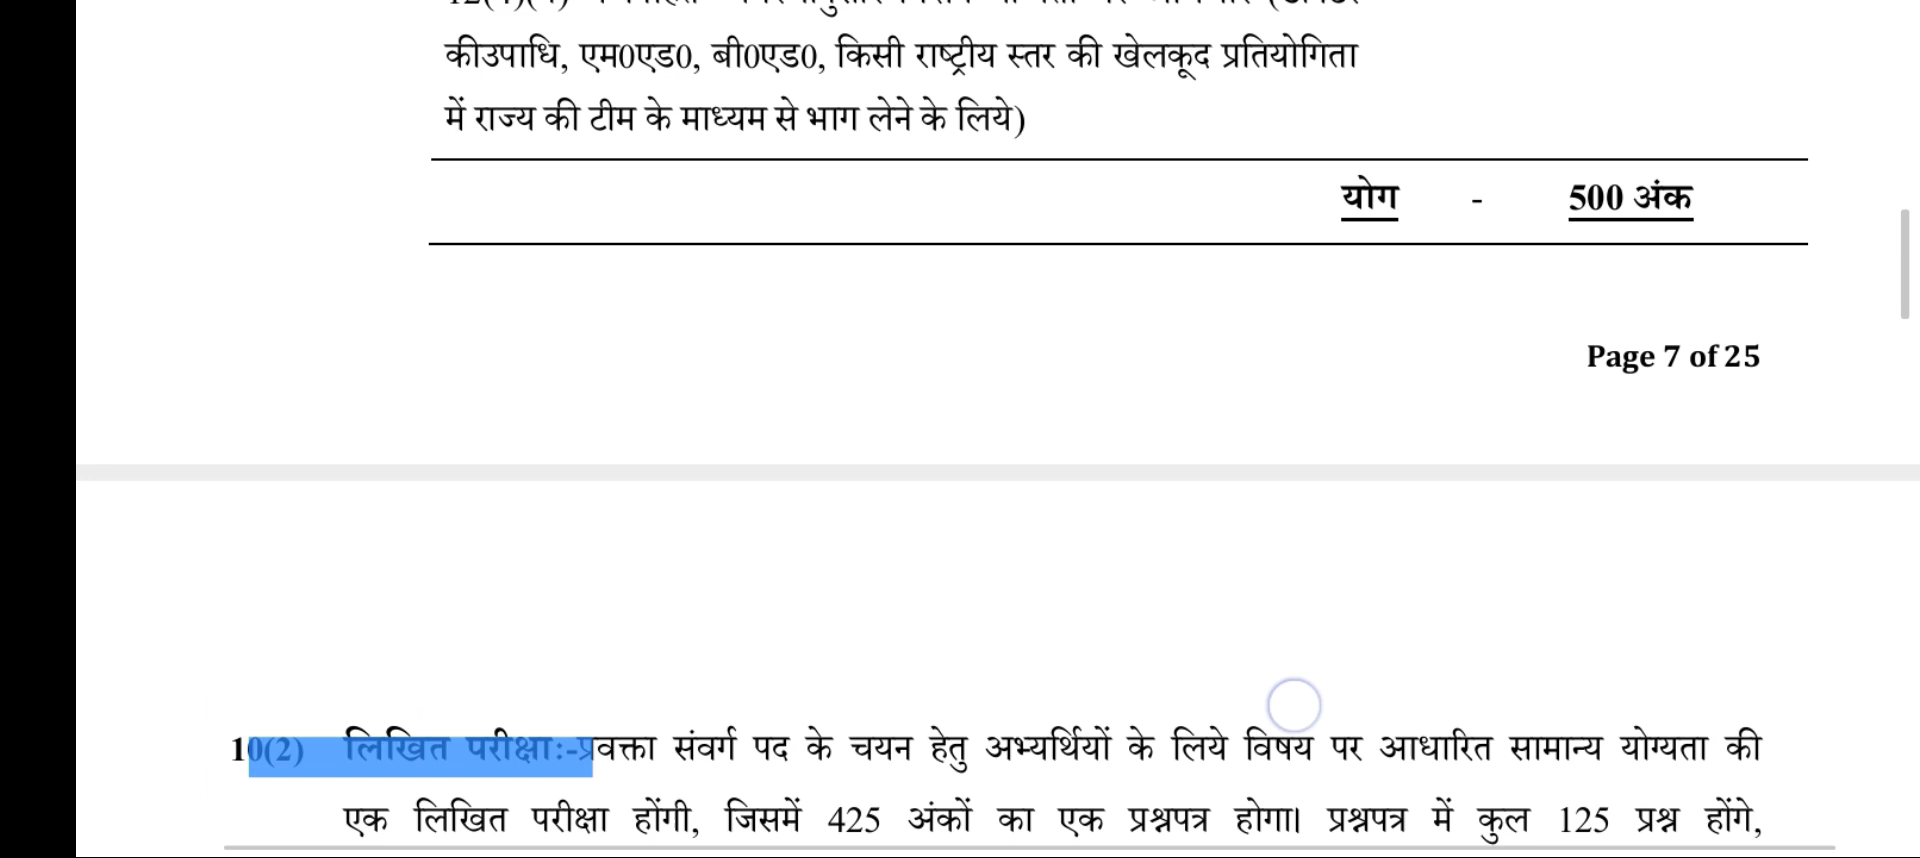 कीउपाधि, एम0एड0, बी0एड0, किसी राष्ट्रीय स्तर की खेलकूद प्रतियोगिता
में राज्य की टीम के माध्यम से भाग लेने के लिये)
योग - 500 अंक
Page 7 of 25
10(2) लिखित परीक्षाः-प्रवक्ता संवर्ग पद के चयन हेतु अभ्यर्थियों के लिये विषय पर आधारित सामान्य योग्यता की
एक लिखित परीक्षा होंगी, जिसमें 425 अंकों का एक प्रश्नपत्र होगा। प्रश्नपत्र में कुल 125 प्रश्न होंगे,